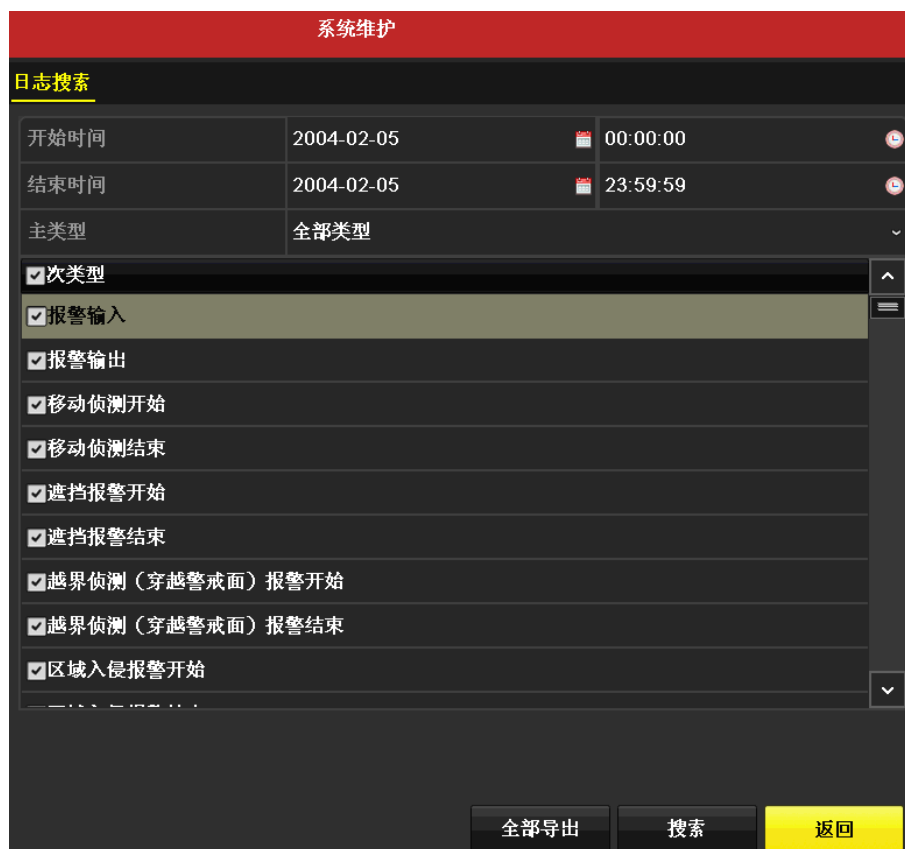 系统维护
日志搜索
开始时间 2004-02-05 00:00:00
结束时间 2004-02-05 23:59:59
主类型 全部类型
次类型
报警输入
报警输出
移动侦测开始
移动侦测结束
遮挡报警开始
遮挡报警结束
越界侦测（穿越警戒面）报警开始
越界侦测（穿越警戒面）报警结束
区域入侵报警开始
全部导出 搜索 返回